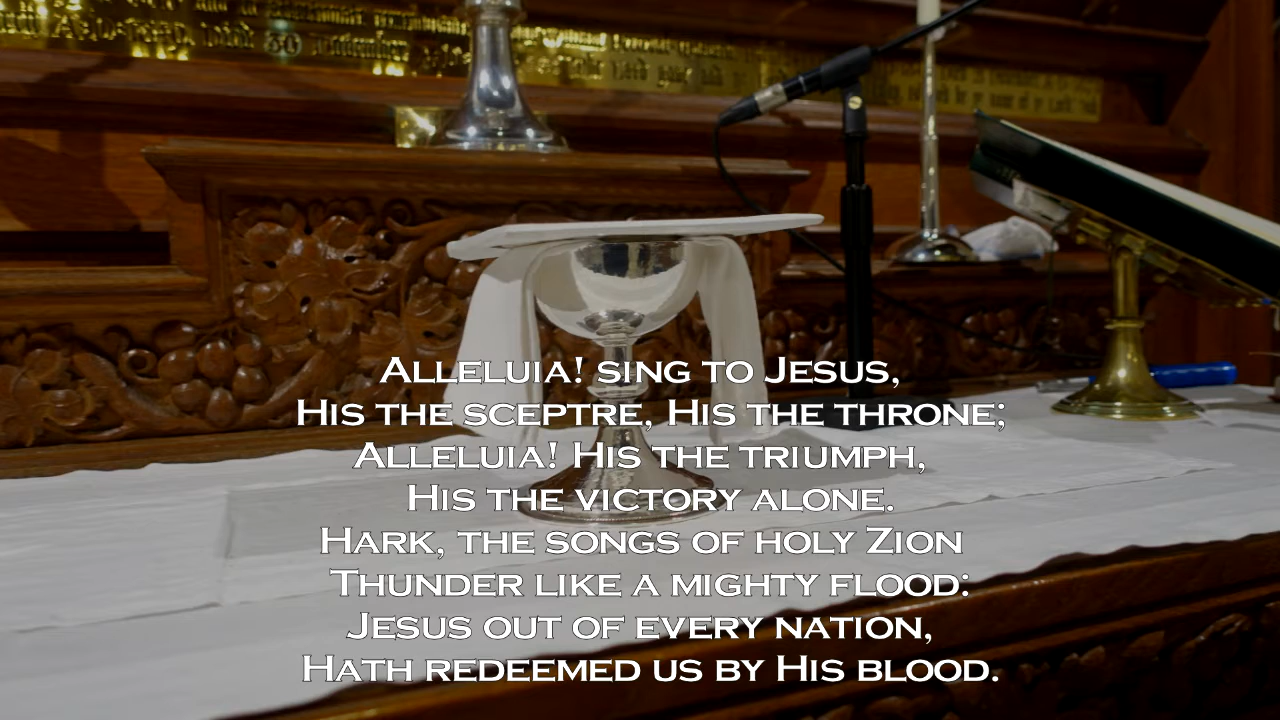 Alleluia! sing to Jesus,
His the sceptre, His the throne;
Alleluia! His the triumph,
His the victory alone.
Hark, the songs of holy Zion
Thunder like a mighty flood:
Jesus out of every nation,
Hath redeemed us by His blood.